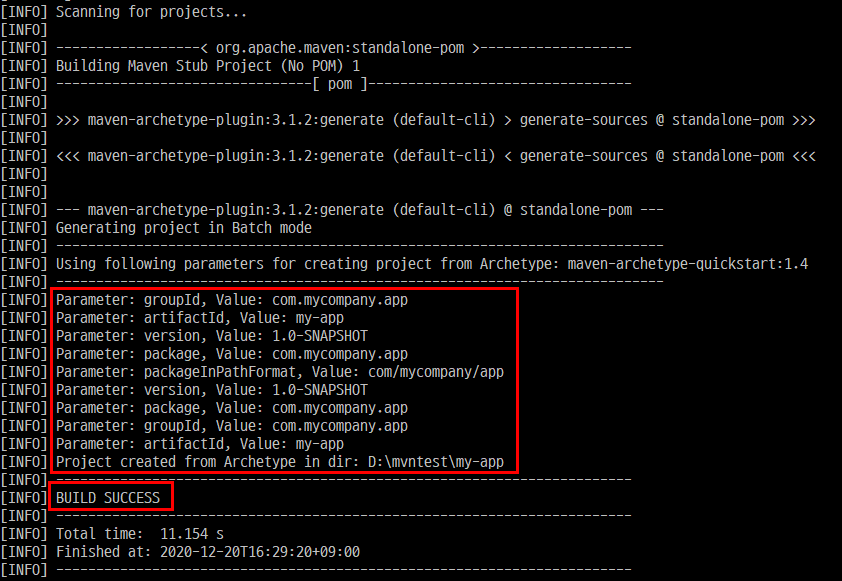 [INFO] Scanning for projects...
[INFO]
[INFO] ------------------< org.apache.maven:standalone-pom >-------------------
[INFO] Building Maven Stub Project (No POM) 1
[INFO] --------------------------------[ pom ]---------------------------------
[INFO]
[INFO] >>> maven-archetype-plugin:3.1.2:generate (default-cli) > generate-sources @ standalone-pom >>>
[INFO]
[INFO] <<< maven-archetype-plugin:3.1.2:generate (default-cli) < generate-sources @ standalone-pom <<<
[INFO]
[INFO]
[INFO] --- maven-archetype-plugin:3.1.2:generate (default-cli) @ standalone-pom ---
[INFO] Generating project in Batch mode
[INFO] ----------------------------------------------------------------------------
[INFO] Using following parameters for creating project from Archetype: maven-archetype-quickstart:1.4
[INFO] ----------------------------------------------------------------------------
[INFO] Parameter: groupId, Value: com.mycompany.app
[INFO] Parameter: artifactId, Value: my-app
[INFO] Parameter: version, Value: 1.0-SNAPSHOT
[INFO] Parameter: package, Value: com.mycompany.app
[INFO] Parameter: packageInPathFormat, Value: com/mycompany/app
[INFO] Parameter: version, Value: 1.0-SNAPSHOT
[INFO] Parameter: package, Value: com.mycompany.app
[INFO] Parameter: groupId, Value: com.mycompany.app
[INFO] Parameter: artifactId, Value: my-app
[INFO] Project created from Archetype in dir: D:\mvntest\my-app
[INFO] ------------------------------------------------------------------------
[INFO] BUILD SUCCESS
[INFO] ------------------------------------------------------------------------
[INFO] Total time:  11.154 s
[INFO] Finished at: 2020-12-20T16:29:20+09:00
[INFO] ------------------------------------------------------------------------